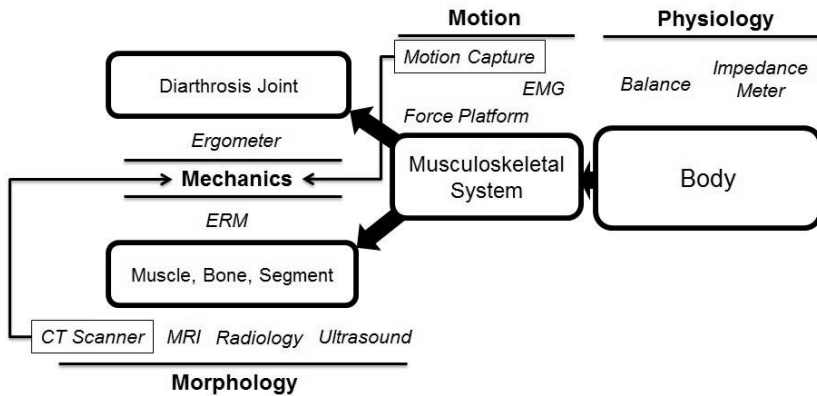 Motion
Physiology
Motion Capture
Impedance
Meter
Diarthrosis Joint
EMG
Balance
Force Platform
Ergometer
Musculoskeletal
System
Body
Mechanics
ERM
Muscle, Bone, Segment
CT Scanner
MRI
Radiology
Ultrasound
Morphology